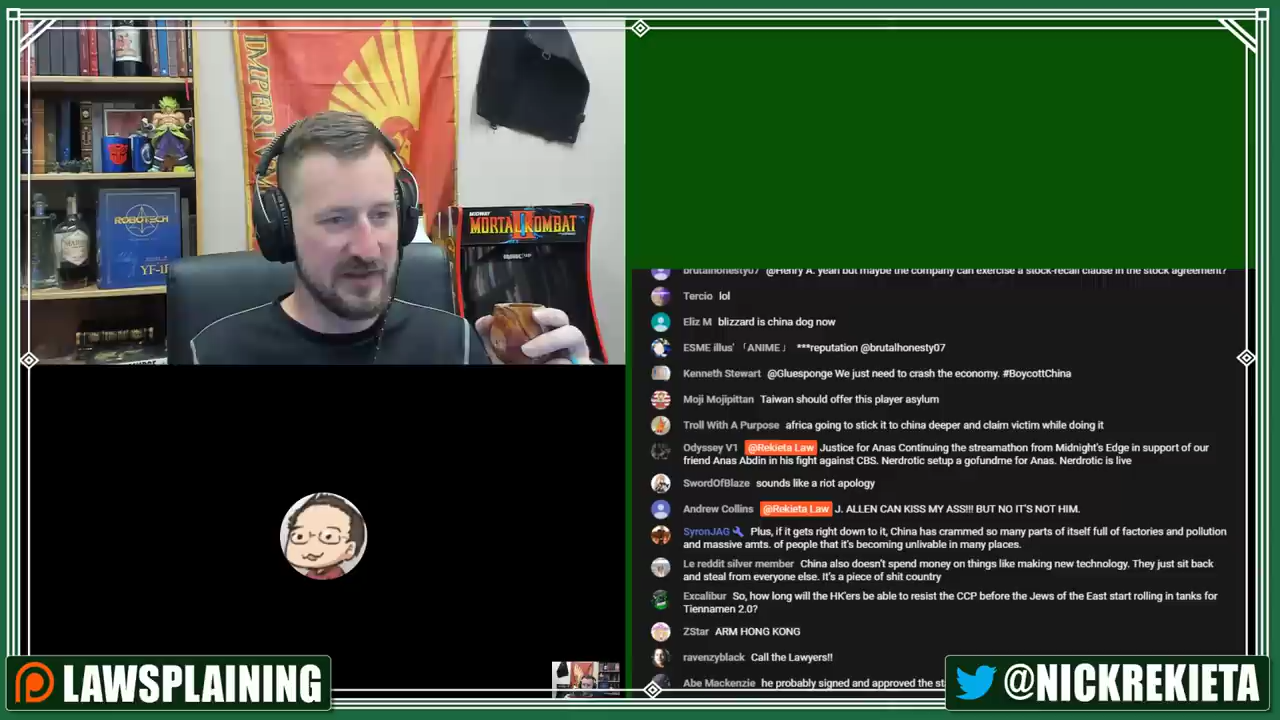 IMPERIVM
ROBOTECH
YF-1
MIDWAY
MORTAL KOMBAT
II
brutalhonesty07 @Henry A. yeah but maybe the company can exercise a stock-recall clause in the stock agreement?
Tercio lol
Eliz M blizzard is china dog now
ESME illus' 「ANIME」 ***reputation @brutalhonesty07
Kenneth Stewart @Gluesponge We just need to crash the economy. #BoycottChina
Moji Mojipittan Taiwan should offer this player asylum
Troll With A Purpose africa going to stick it to china deeper and claim victim while doing it
Odyssey V1 @Rekieta Law Justice for Anas Continuing the streamathon from Midnight's Edge in support of our
friend Anas Abdin in his fight against CBS. Nerdrotic setup a gofundme for Anas. Nerdrotic is live
SwordOfBlaze sounds like a riot apology
Andrew Collins @Rekieta Law J. ALLEN CAN KISS MY ASS!!! BUT NO IT'S NOT HIM.
SyronJAG Plus, if it gets right down to it, China has crammed so many parts of itself full of factories and pollution
and massive amts. of people that it's becoming unlivable in many places.
Le reddit silver member China also doesn't spend money on things like making new technology. They just sit back
and steal from everyone else. It's a piece of shit country
Excalibur So, how long will the HK'ers be able to resist the CCP before the Jews of the East start rolling in tanks for
Tiennamen 2.0?
ZStar ARM HONG KONG
ravenzyblack Call the Lawyers!!
Abe Mackenzie he probably signed and approved the st
LAWSPLAINING
@NICKREKIETA